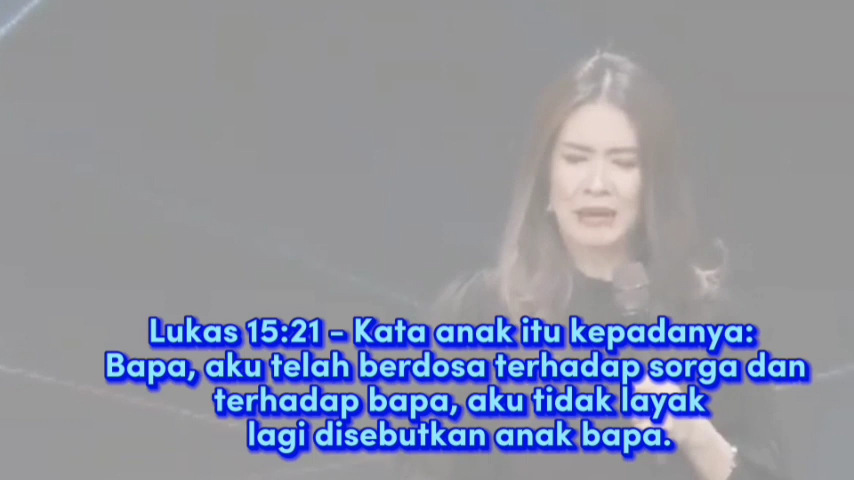 Lukas 15:21 - Kata anak itu kepadanya:
Bapa, aku telah berdosa terhadap sorga dan
terhadap bapa, aku tidak layak
lagi disebutkan anak bapa.